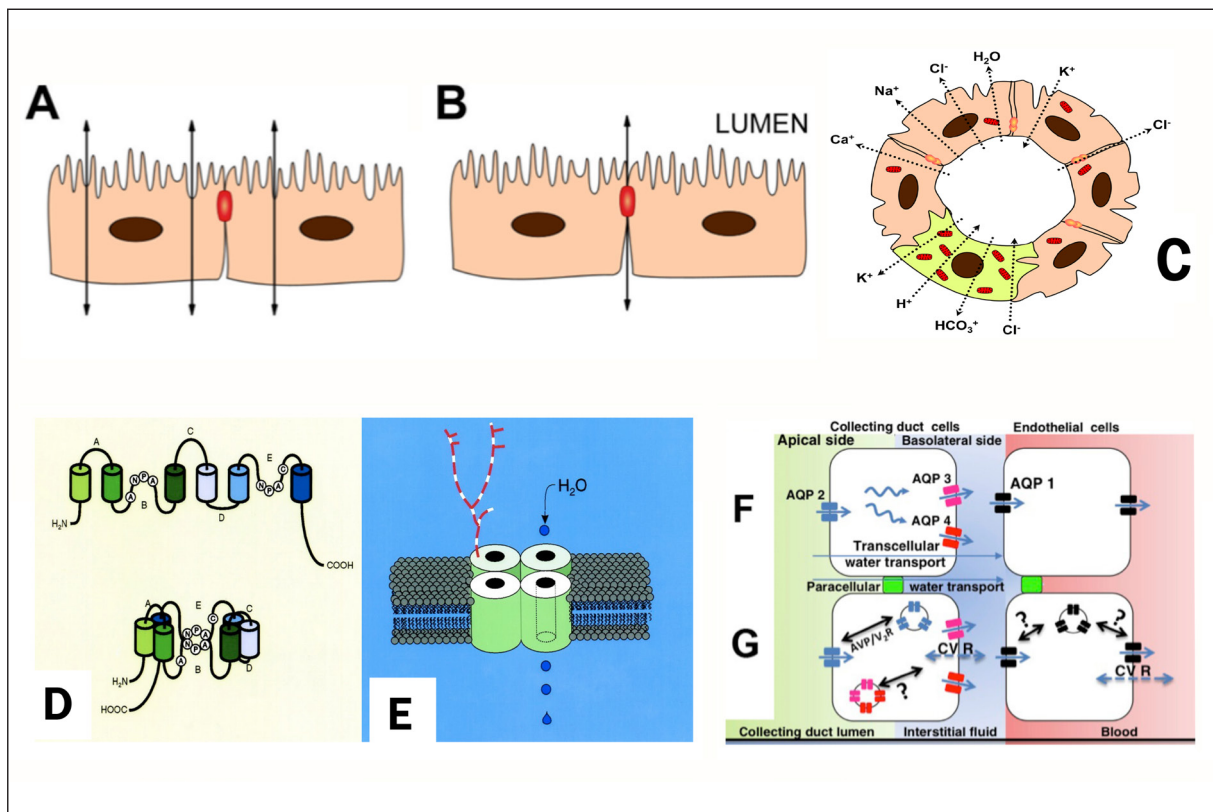 A
B
LUMEN
H₂O
Cl⁻
K⁺
Na⁺
Cl⁻
Ca⁺
C
K⁺
H⁺
HCO₃⁺
Cl⁻
A
C
E
N P A
A
B
D
N P A
C
H₂N
COOH
A
E
C
N P A
N P A
A
B
D
C
H₂N
HOOC
D
H₂O
E
Collecting duct cells
Endothelial cells
Apical side
Basolateral side
AQP 2
AQP 3
AQP 4
AQP 1
F
Transcellular
water transport
Paracellular
water transport
G
AVP/V₂R
CV R
?
?
?
CV R
Collecting duct lumen
Interstitial fluid
Blood